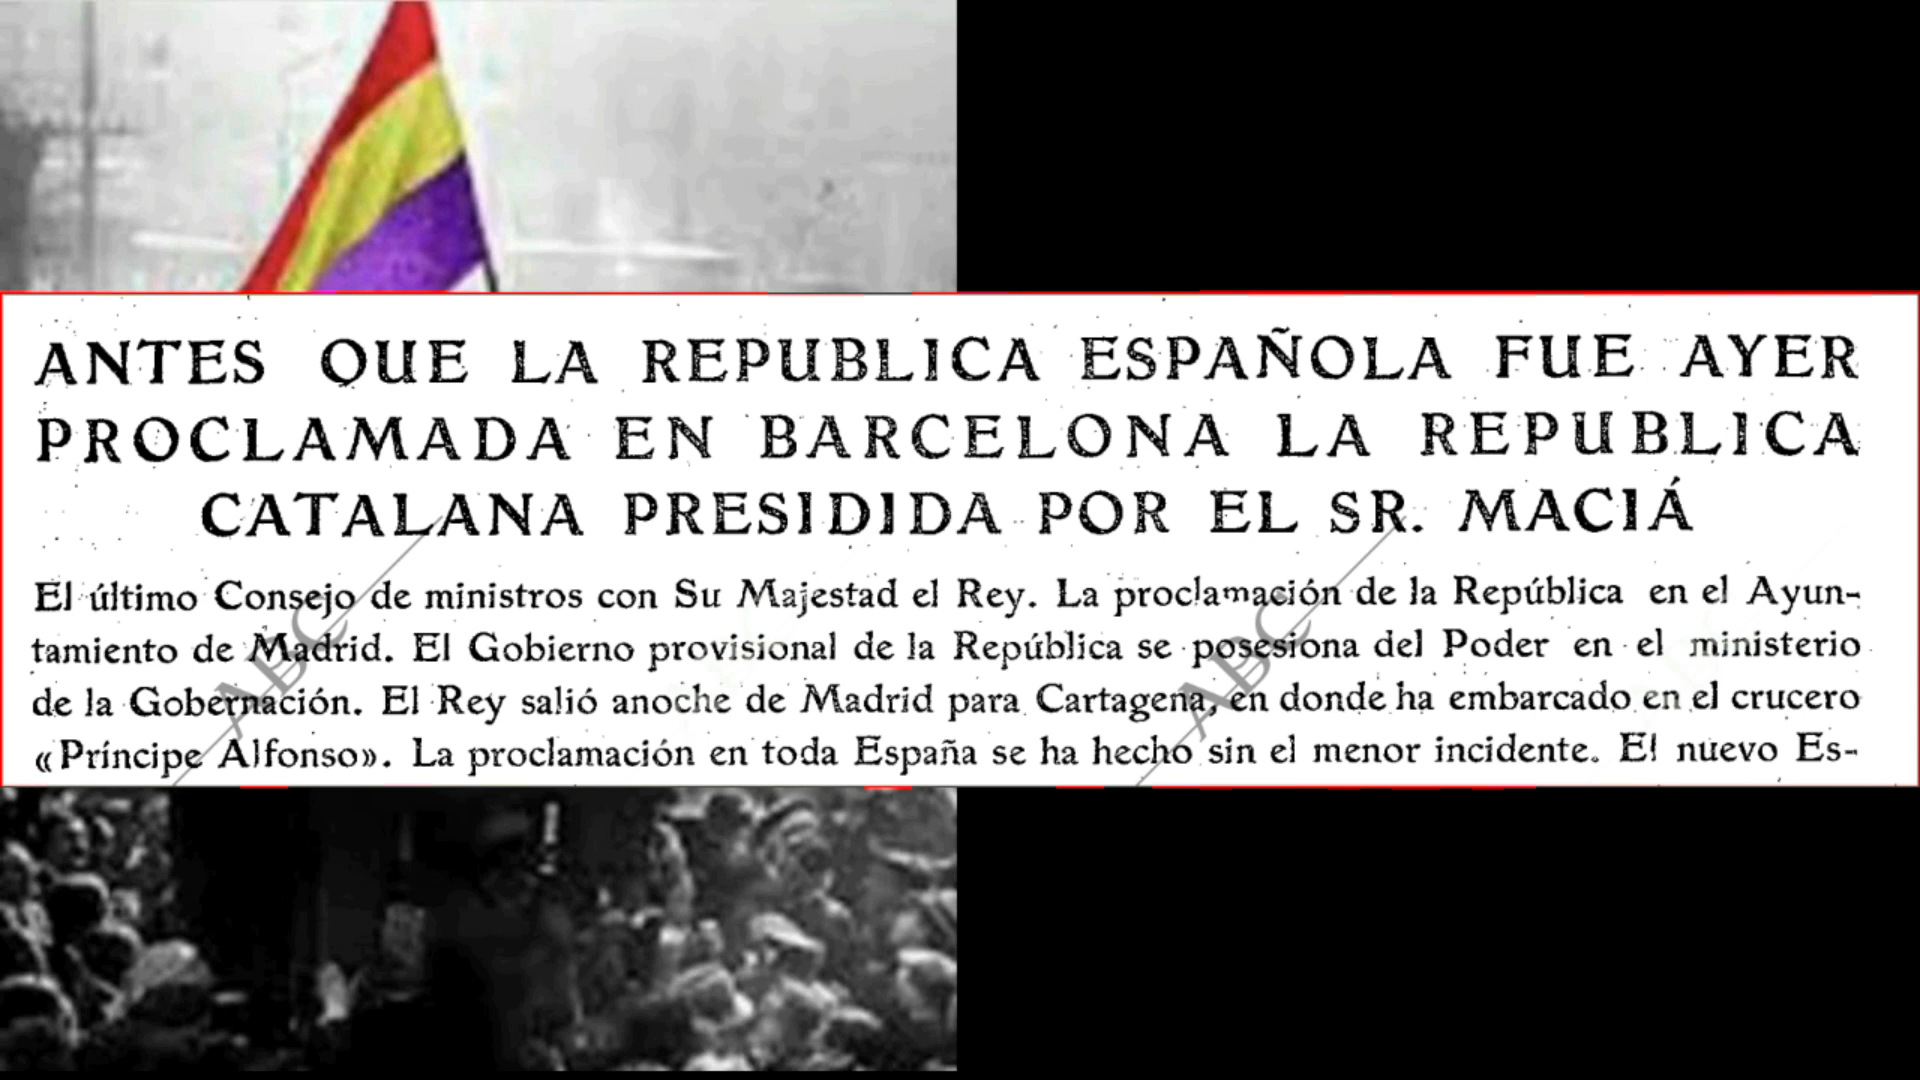 ANTES QUE LA REPUBLICA ESPAÑOLA FUE AYER
PROCLAMADA EN BARCELONA LA REPUBLICA
CATALANA PRESIDIDA POR EL SR. MACIÁ
El último Consejo de ministros con Su Majestad el Rey. La proclamación de la República en el Ayun-
tamiento de Madrid. El Gobierno provisional de la República se posesiona del Poder en el ministerio
de la Gobernación. El Rey salió anoche de Madrid para Cartagena, en donde ha embarcado en el crucero
«Príncipe Alfonso». La proclamación en toda España se ha hecho sin el menor incidente. El nuevo Es-
ABC
ABC